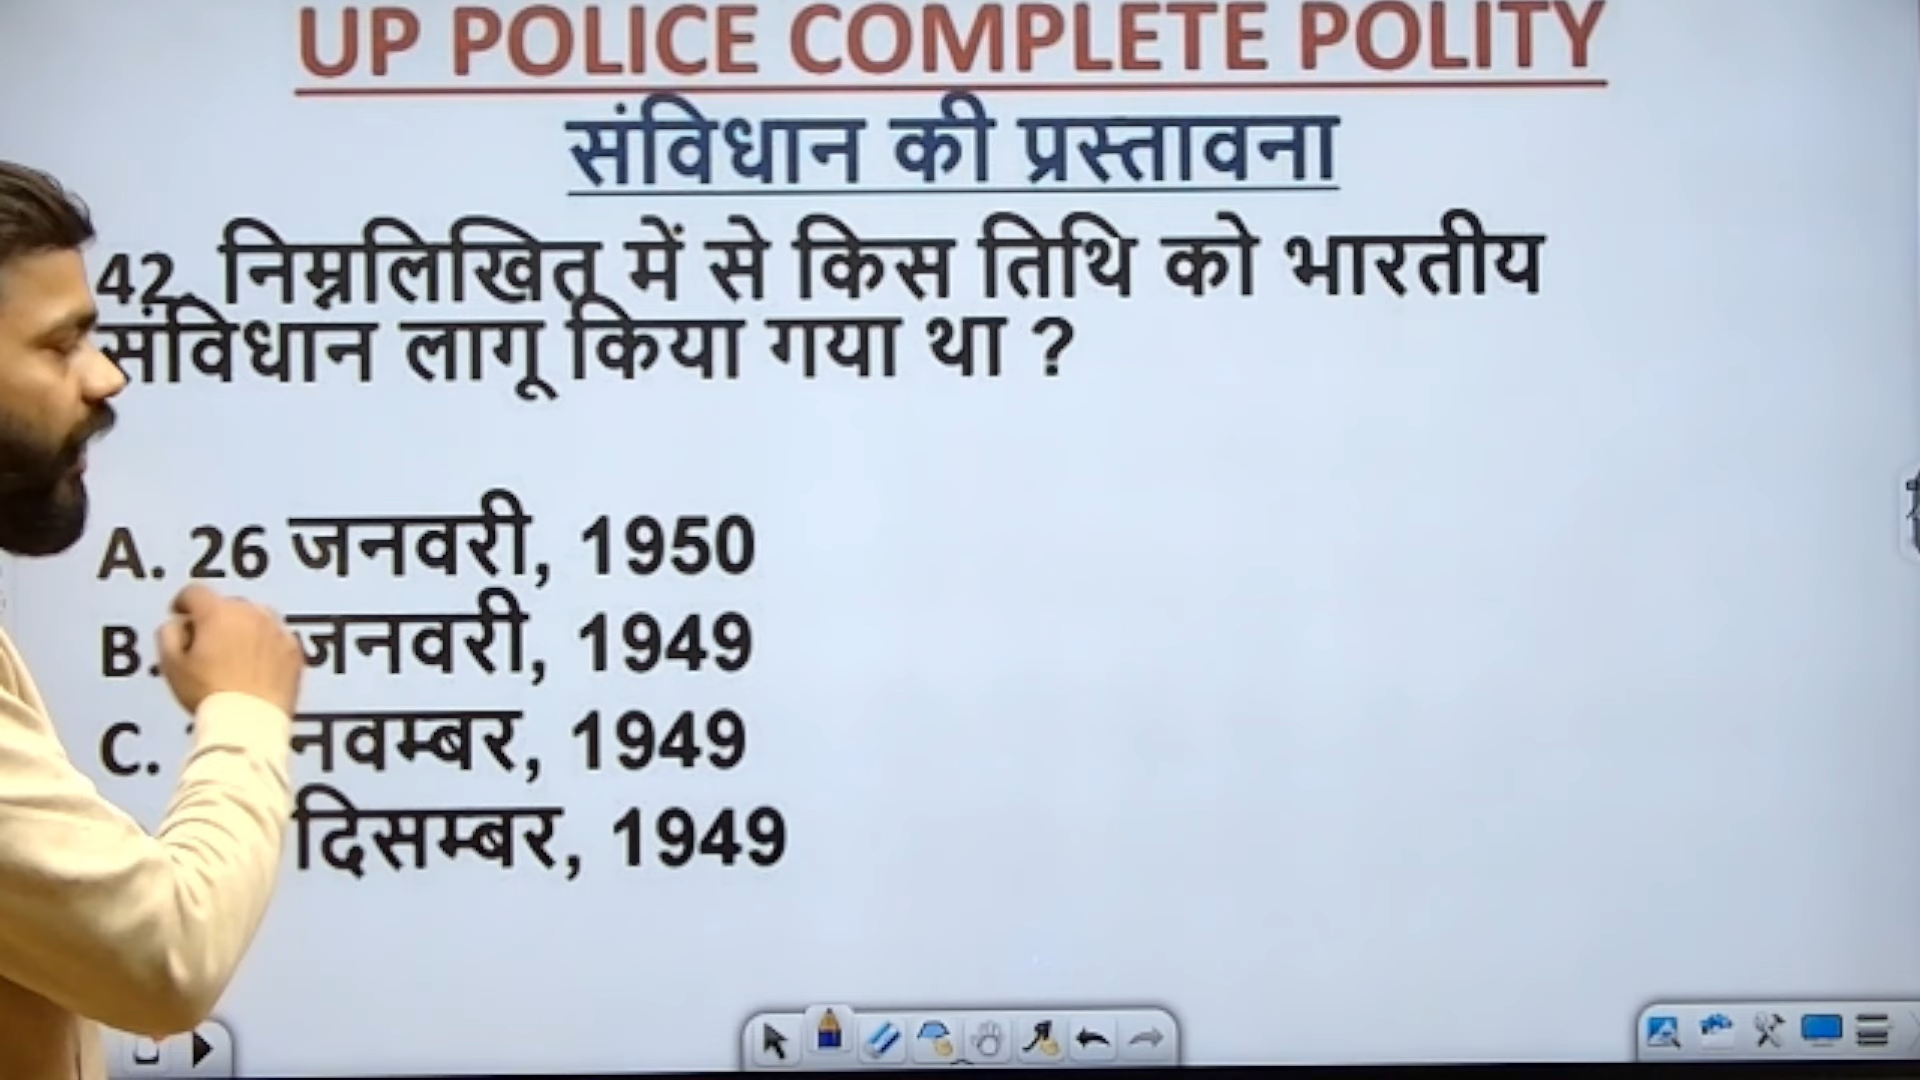 UP POLICE COMPLETE POLITY
संविधान की प्रस्तावना
42. निम्नलिखित में से किस तिथि को भारतीय
संविधान लागू किया गया था ?
A. 26 जनवरी, 1950
B. जनवरी, 1949
C. नवम्बर, 1949
दिसम्बर, 1949